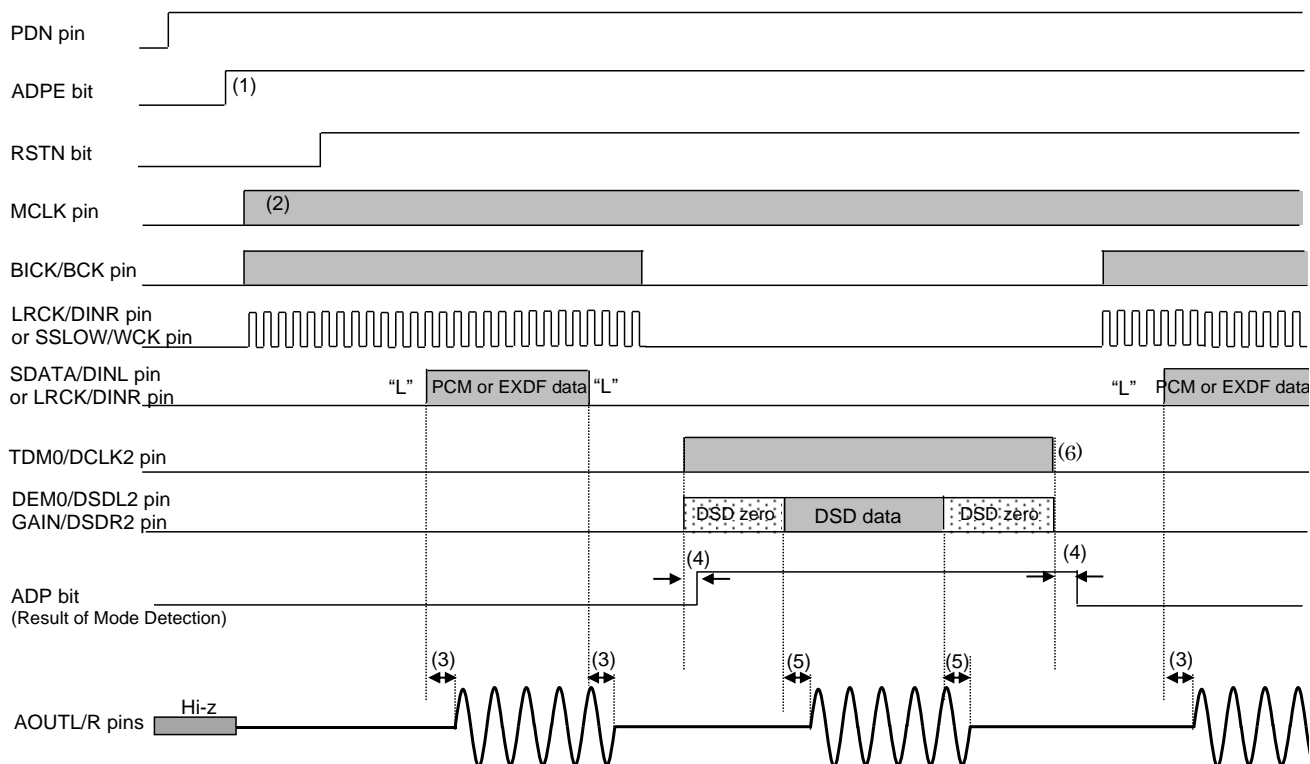 PDN pin
ADPE bit
(1)
RSTN bit
MCLK pin
(2)
BICK/BCK pin
LRCK/DINR pin
or SSLOW/WCK pin
SDATA/DINL pin
or LRCK/DINR pin
“L”
PCM or EXDF data
“L”
“L”
PCM or EXDF data
TDM0/DCLK2 pin
(6)
DEM0/DSDL2 pin
GAIN/DSDR2 pin
DSD zero
DSD data
DSD zero
(4)
(4)
ADP bit
(Result of Mode Detection)
(3)
(3)
(5)
(5)
(3)
Hi-z
AOUTL/R pins